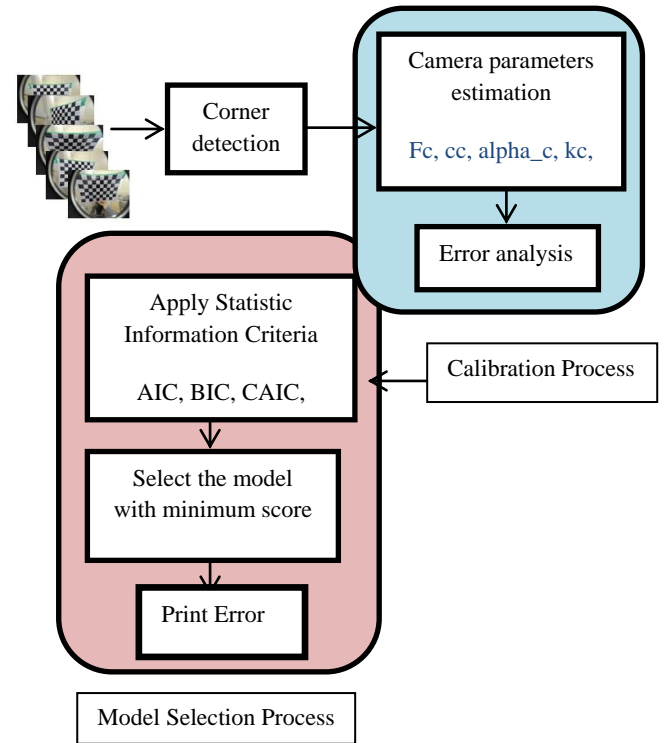 Camera parameters
estimation
Fc, cc, alpha_c, kc,
Corner
detection
Error analysis
Apply Statistic
Information Criteria
AIC, BIC, CAIC,
Calibration Process
Select the model
with minimum score
Print Error
Model Selection Process